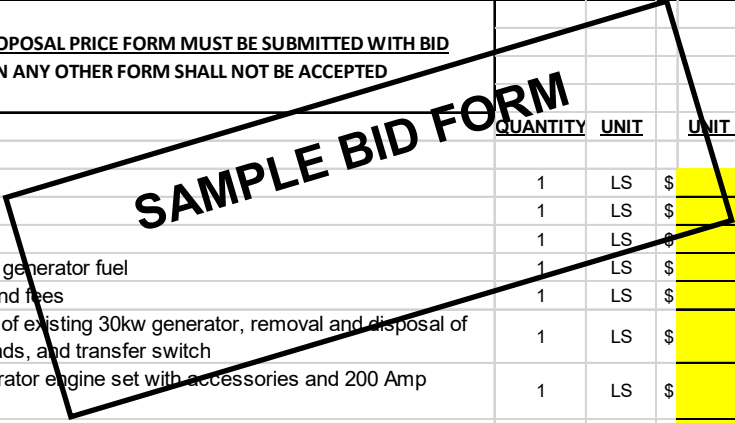 OPOSAL PRICE FORM MUST BE SUBMITTED WITH BID
N ANY OTHER FORM SHALL NOT BE ACCEPTED
SAMPLE BID FORM
QUANTITY UNIT UNIT
1 LS $
1 LS $
1 LS $
generator fuel 1 LS $
nd fees 1 LS $
of existing 30kw generator, removal and disposal of
ads, and transfer switch 1 LS $
rator engine set with accessories and 200 Amp
1 LS $